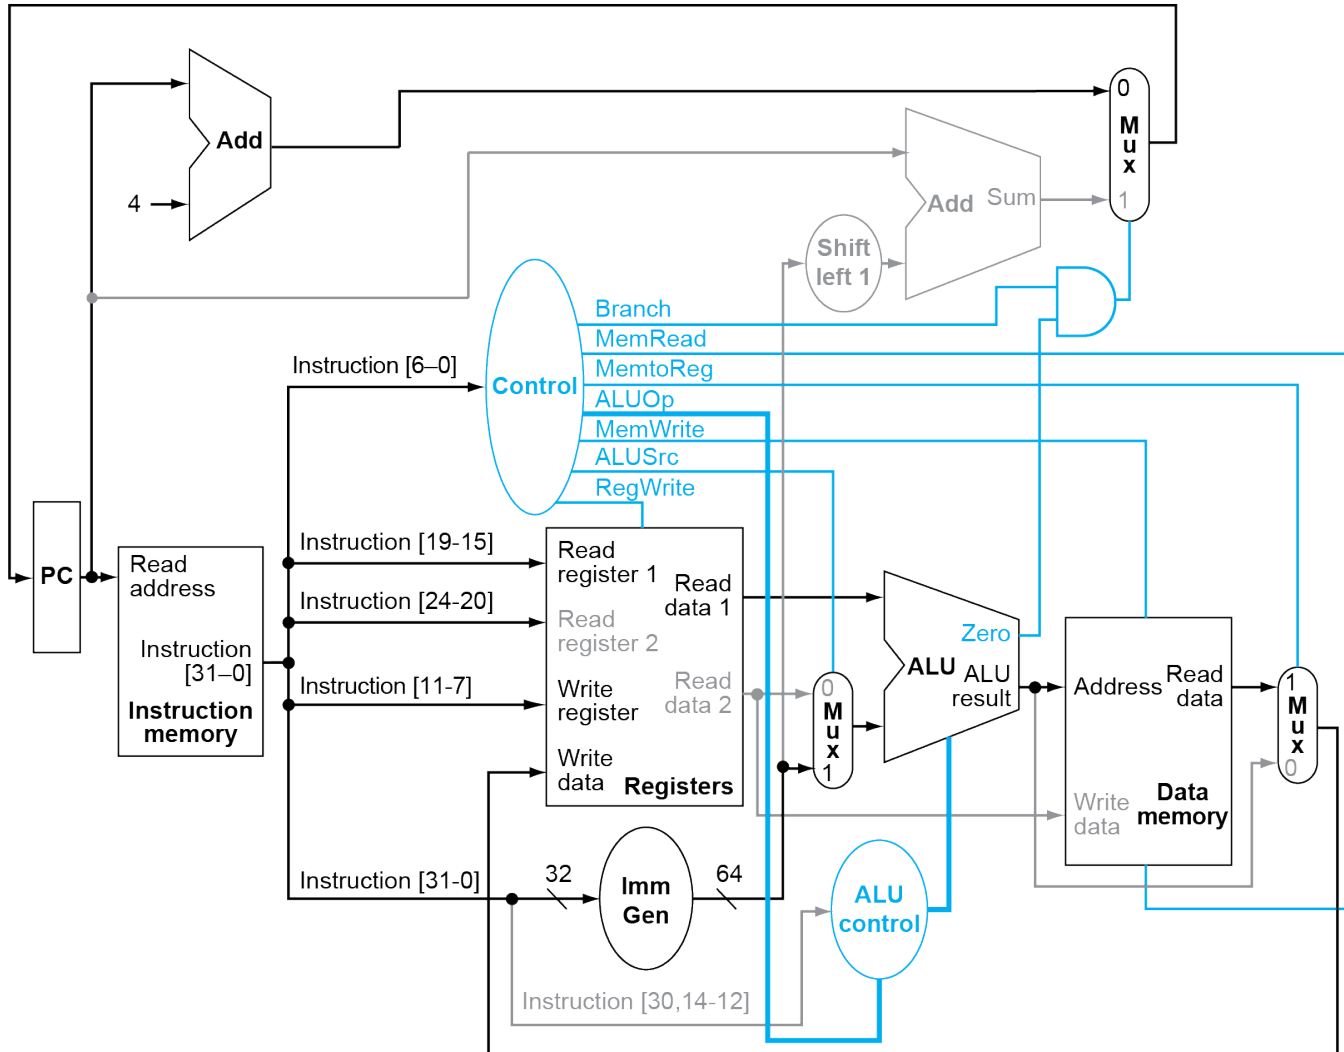 0
M
u
x
1
Add
4
Add
Sum
Shift
left 1
Branch
MemRead
MemtoReg
ALUOp
MemWrite
ALUSrc
RegWrite
Control
Instruction [6–0]
PC
Read
address
Instruction
[31–0]
Instruction
memory
Instruction [19-15]
Instruction [24-20]
Instruction [11-7]
Instruction [31-0]
Read
register 1
Read
register 2
Write
register
Write
data
Read
data 1
Read
data 2
Registers
0
M
u
x
1
Zero
ALU
ALU
result
Address
Read
data
Write
data
Data
memory
1
M
u
x
0
32
Imm
Gen
64
ALU
control
Instruction [30,14-12]